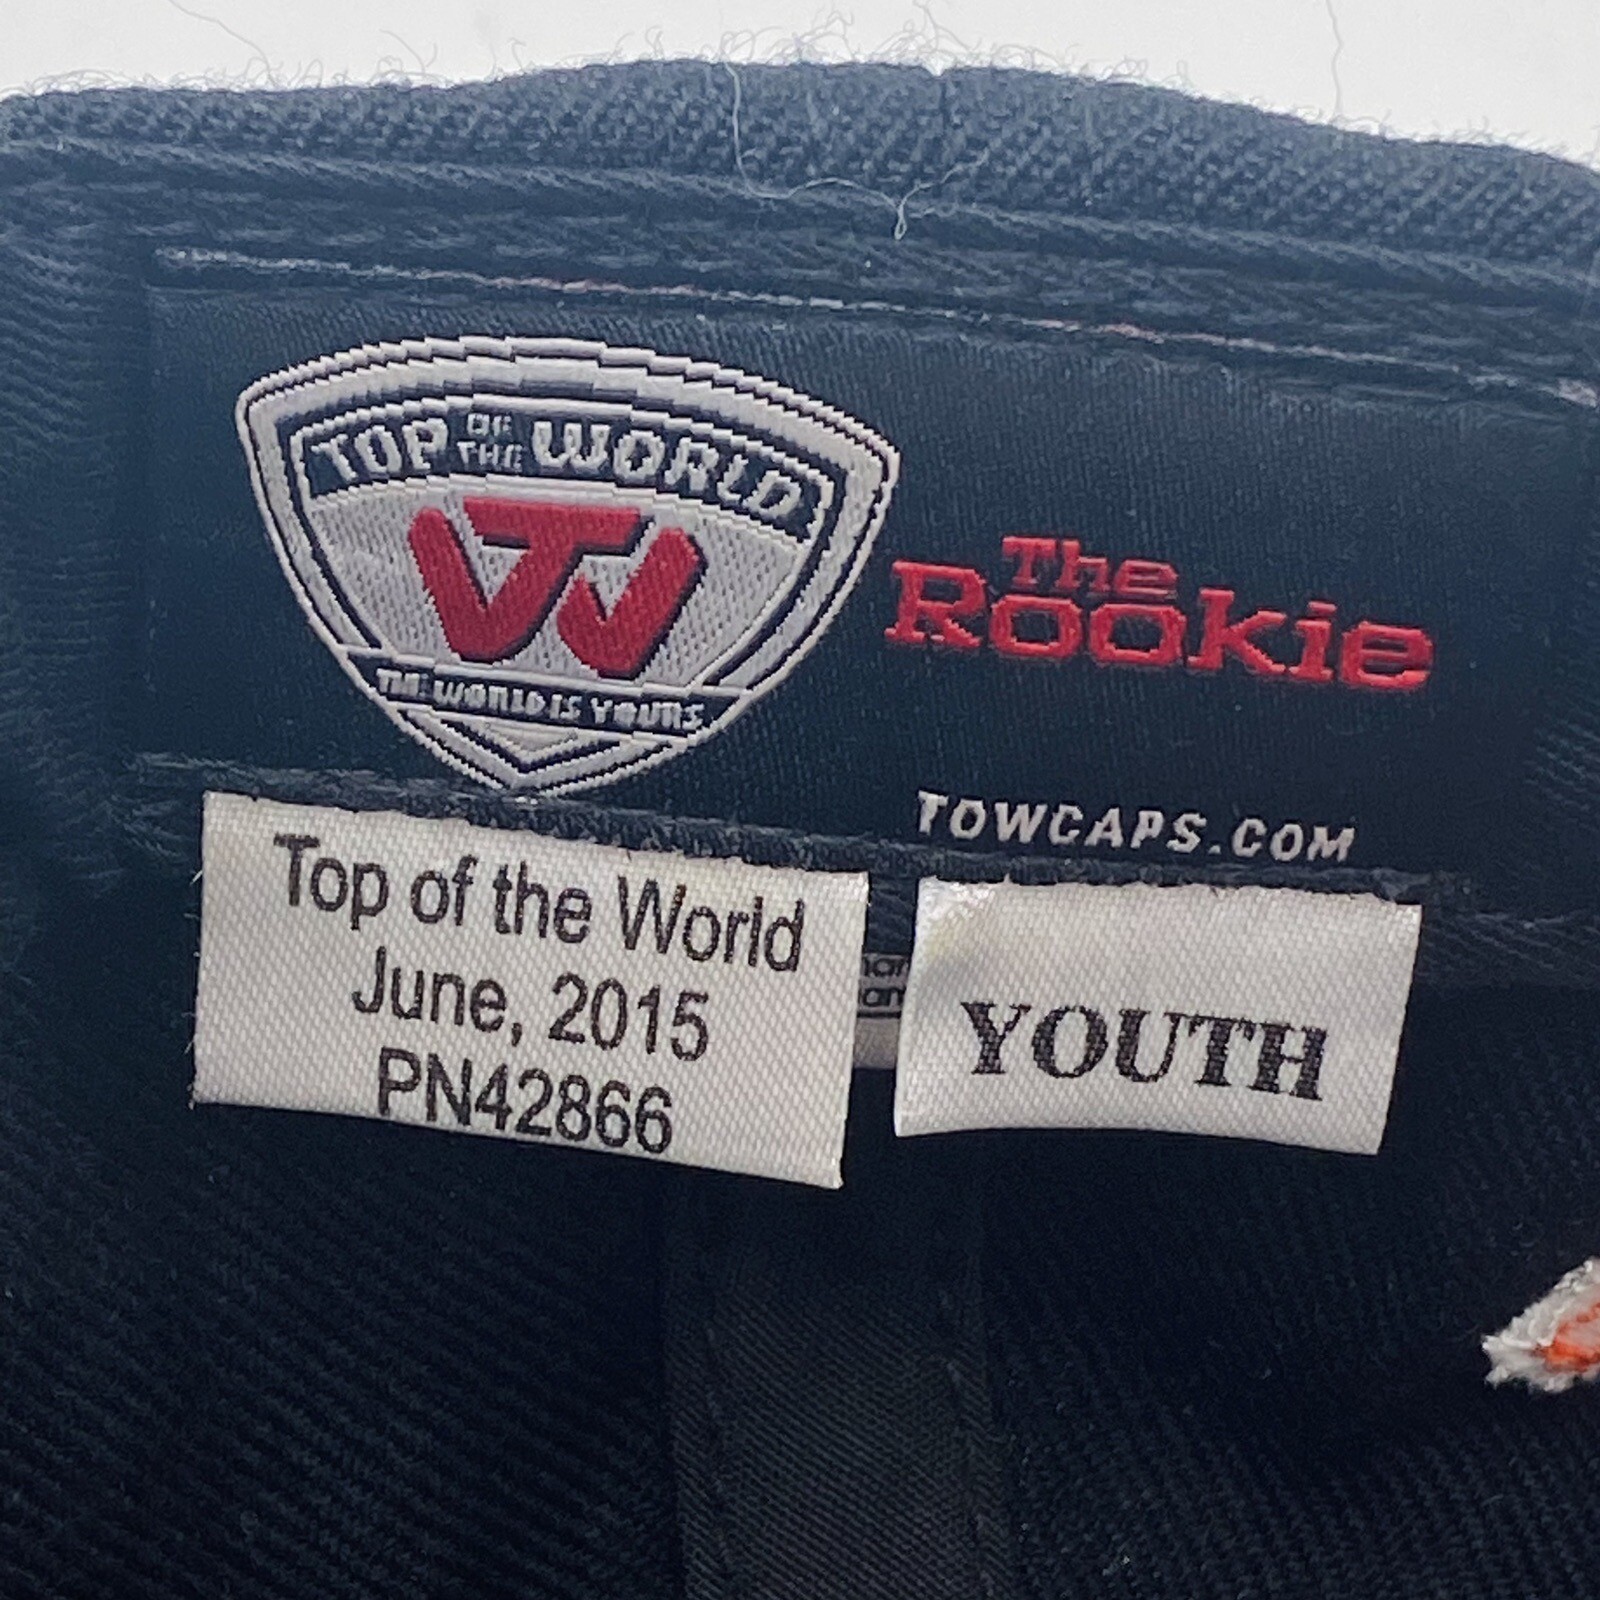 TOP OF THE WORLD
TW
THE WORLD IS YOURS
The
Rookie
TOWCAPS.COM
Top of the World
June, 2015
PN42866
YOUTH